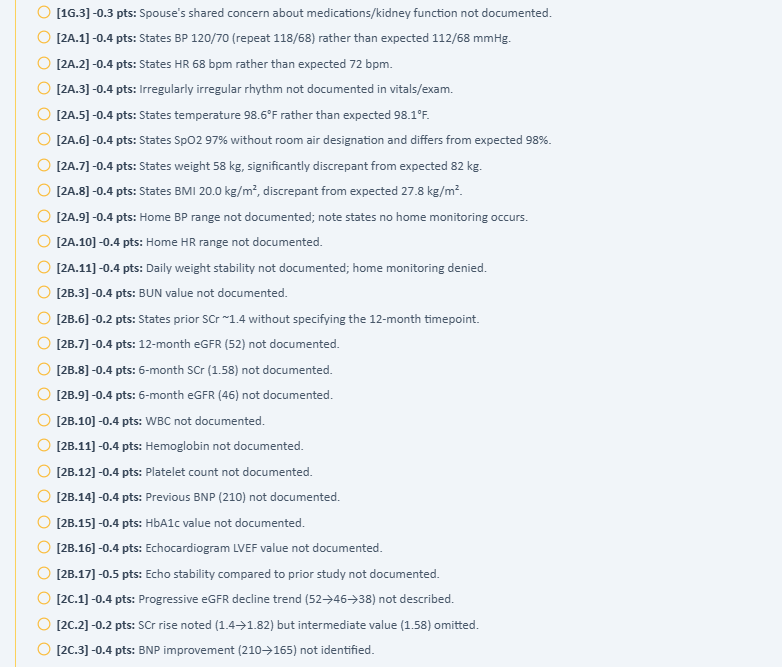 [1G.3] -0.3 pts: Spouse's shared concern about medications/kidney function not documented.
[2A.1] -0.4 pts: States BP 120/70 (repeat 118/68) rather than expected 112/68 mmHg.
[2A.2] -0.4 pts: States HR 68 bpm rather than expected 72 bpm.
[2A.3] -0.4 pts: Irregularly irregular rhythm not documented in vitals/exam.
[2A.5] -0.4 pts: States temperature 98.6°F rather than expected 98.1°F.
[2A.6] -0.4 pts: States SpO2 97% without room air designation and differs from expected 98%.
[2A.7] -0.4 pts: States weight 58 kg, significantly discrepant from expected 82 kg.
[2A.8] -0.4 pts: States BMI 20.0 kg/m², discrepant from expected 27.8 kg/m².
[2A.9] -0.4 pts: Home BP range not documented; note states no home monitoring occurs.
[2A.10] -0.4 pts: Home HR range not documented.
[2A.11] -0.4 pts: Daily weight stability not documented; home monitoring denied.
[2B.3] -0.4 pts: BUN value not documented.
[2B.6] -0.2 pts: States prior SCr ~1.4 without specifying the 12-month timepoint.
[2B.7] -0.4 pts: 12-month eGFR (52) not documented.
[2B.8] -0.4 pts: 6-month SCr (1.58) not documented.
[2B.9] -0.4 pts: 6-month eGFR (46) not documented.
[2B.10] -0.4 pts: WBC not documented.
[2B.11] -0.4 pts: Hemoglobin not documented.
[2B.12] -0.4 pts: Platelet count not documented.
[2B.14] -0.4 pts: Previous BNP (210) not documented.
[2B.15] -0.4 pts: HbA1c value not documented.
[2B.16] -0.4 pts: Echocardiogram LVEF value not documented.
[2B.17] -0.5 pts: Echo stability compared to prior study not documented.
[2C.1] -0.4 pts: Progressive eGFR decline trend (52→46→38) not described.
[2C.2] -0.2 pts: SCr rise noted (1.4→1.82) but intermediate value (1.58) omitted.
[2C.3] -0.4 pts: BNP improvement (210→165) not identified.